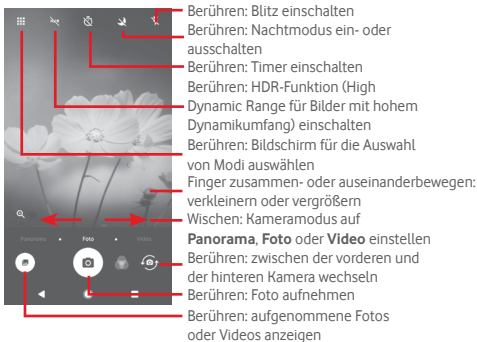 Berühren: Blitz einschalten
Berühren: Nachtmodus ein- oder
ausschalten
Berühren: Timer einschalten
Berühren: HDR-Funktion (High
Dynamic Range für Bilder mit hohem
Dynamikumfang) einschalten
Berühren: Bildschirm für die Auswahl
von Modi auswählen
Finger zusammen- oder auseinanderbewegen:
verkleinern oder vergrößern
Wischen: Kameramodus auf
Panorama, Foto oder Video einstellen
Berühren: zwischen der vorderen und
der hinteren Kamera wechseln
Berühren: Foto aufnehmen
Berühren: aufgenommene Fotos
oder Videos anzeigen
Panorama Foto Video